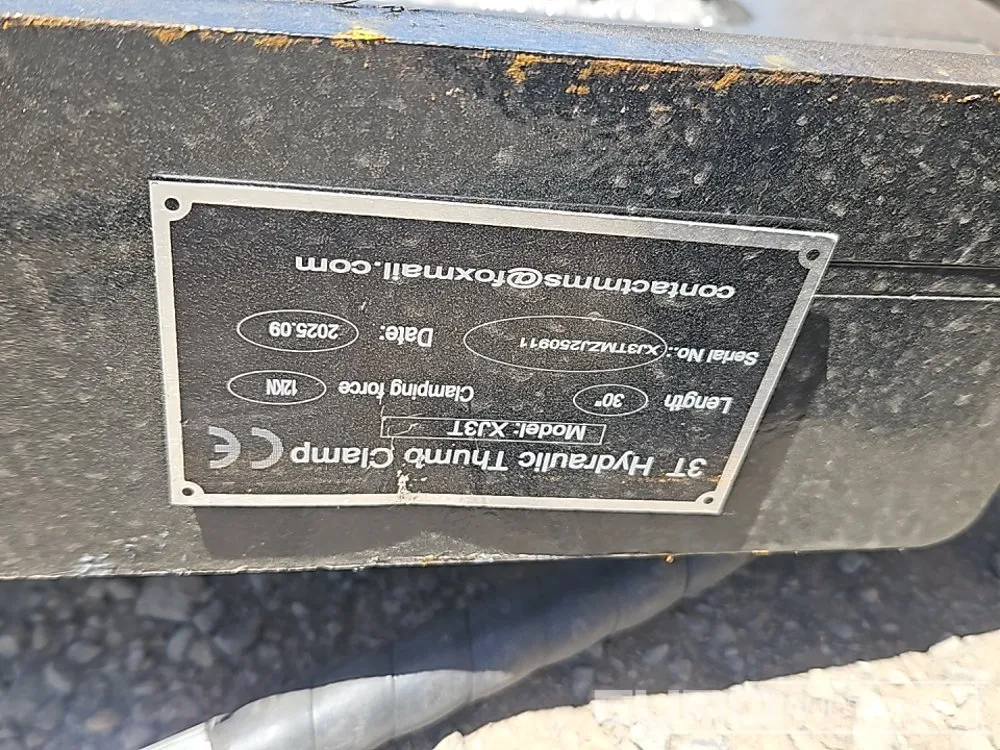 3T Hydraulic Thumb Clamp CE
Model: XJ3T
Length 30" Clamping force 12KN
Serial No.: XJ3TMZJ250911 Date: 2025.09
contactmms@foxmail.com